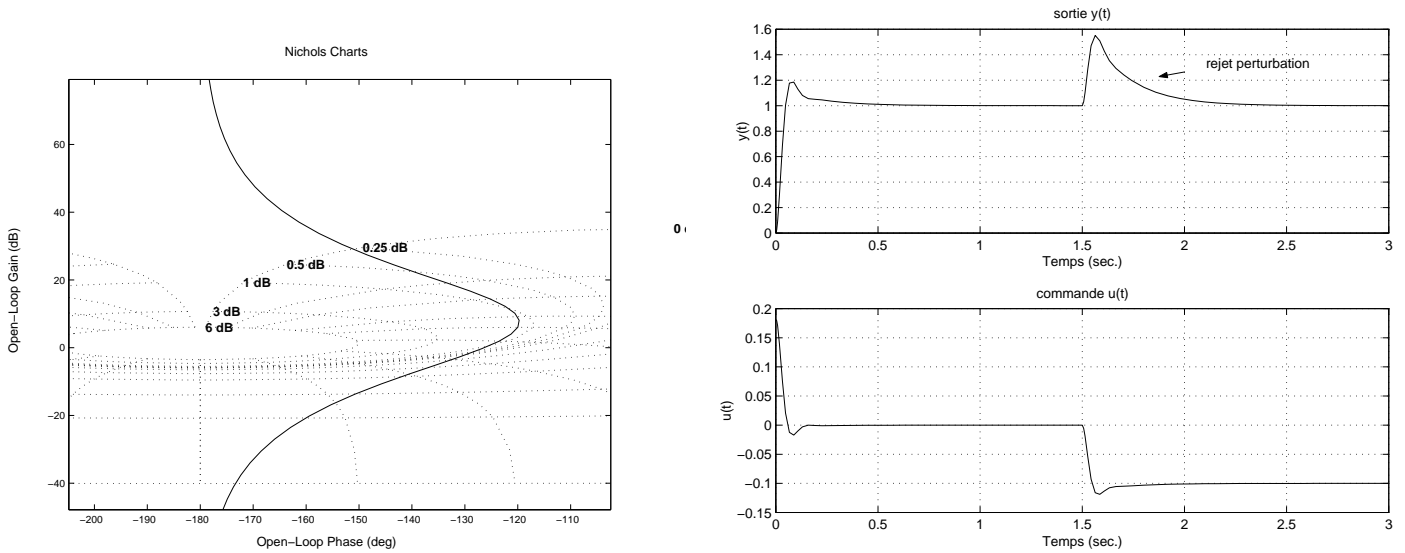 Nichols Charts
Open−Loop Gain (dB)
60
40
20
0
−20
−40
0.25 dB
0.5 dB
1 dB
3 dB
6 dB
0
−200 −190 −180 −170 −160 −150 −140 −130 −120 −110
Open−Loop Phase (deg)
sortie y(t)
y(t)
1.6
1.4
1.2
1
0.8
0.6
0.4
0.2
0
rejet perturbation
0 0.5 1 1.5 2 2.5 3
Temps (sec.)
commande u(t)
u(t)
0.2
0.15
0.1
0.05
0
−0.05
−0.1
−0.15
0 0.5 1 1.5 2 2.5 3
Temps (sec.)